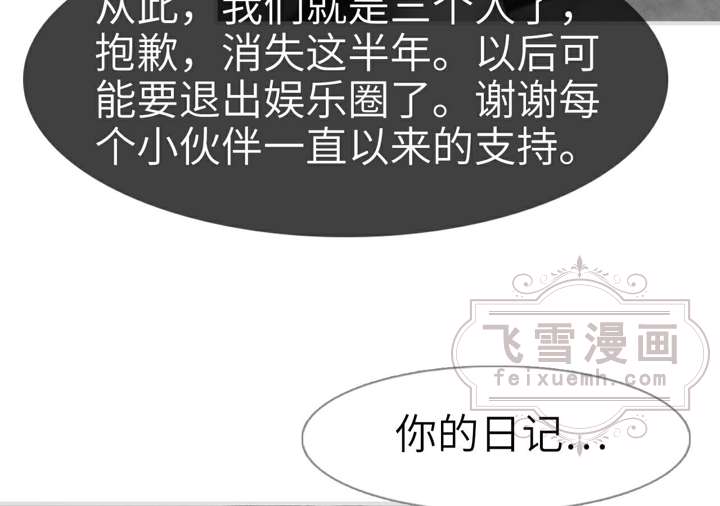 从此，我们就是三个人了，
抱歉，消失这半年。以后可
能要退出娱乐圈了。谢谢每
个小伙伴一直以来的支持。
飞雪漫画
feixuemh.com
你的日记...